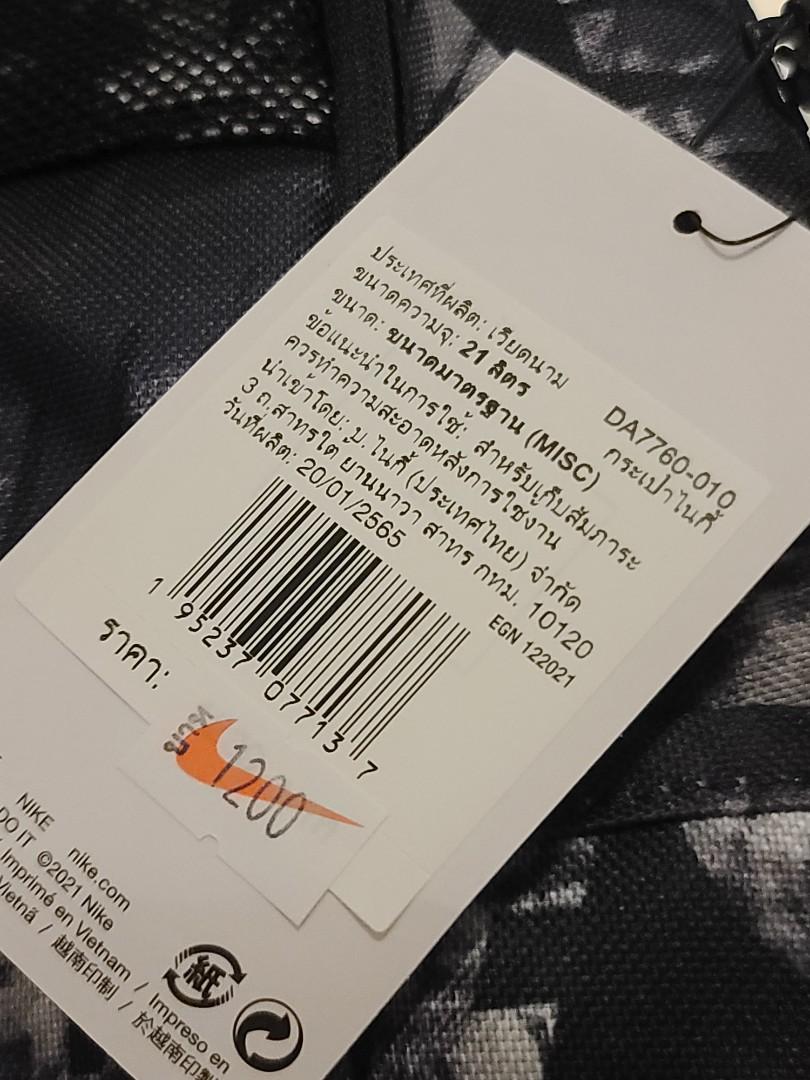 ประเทศที่ผลิต: เวียดนาม
ขนาดความจุ: 21 ลิตร
ขนาด: ขนาดมาตรฐาน (MISC)
DA7760-010
กระเป๋าไนกี้
ข้อแนะนำในการใช้: สำหรับเก็บสัมภาระ
ควรทำความสะอาดหลังการใช้งาน
นำเข้าโดย: บ. ไนกี้ (ประเทศไทย) จำกัด
3 ถ.สาทรใต้ ยานนาวา สาทร กทม. 10120
วันที่ผลิต: 20/01/2565
EGN 122021
1 95237 07713 7
ราคา:
บาท
1200
NIKE nike.com
DO IT ©2021 Nike
/ Imprimé en Vietnam / Impreso en
Vietnã / 越南印制 / 於越南印製
紙